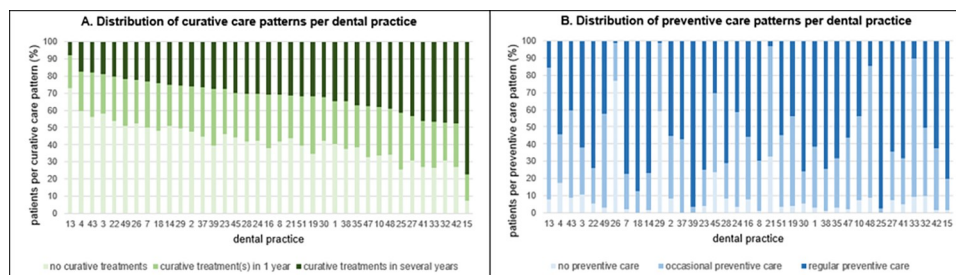 A. Distribution of curative care patterns per dental practice
patients per curative care pattern (%)
100
90
80
70
60
50
40
30
20
10
0
13 4 43 3 22 49 26 7 18 14 29 2 37 39 23 45 28 24 16 8 21 51 19 30 1 38 35 47 10 48 25 27 41 33 32 42 15
dental practice
no curative treatments curative treatment(s) in 1 year curative treatments in several years
B. Distribution of preventive care patterns per dental practice
patients per preventive care pattern (%)
100
90
80
70
60
50
40
30
20
10
0
13 4 43 3 22 49 26 7 18 14 29 2 37 39 23 45 28 24 16 8 21 51 19 30 1 38 35 47 10 48 25 27 41 33 32 42 15
dental practice
no preventive care occasional preventive care regular preventive care